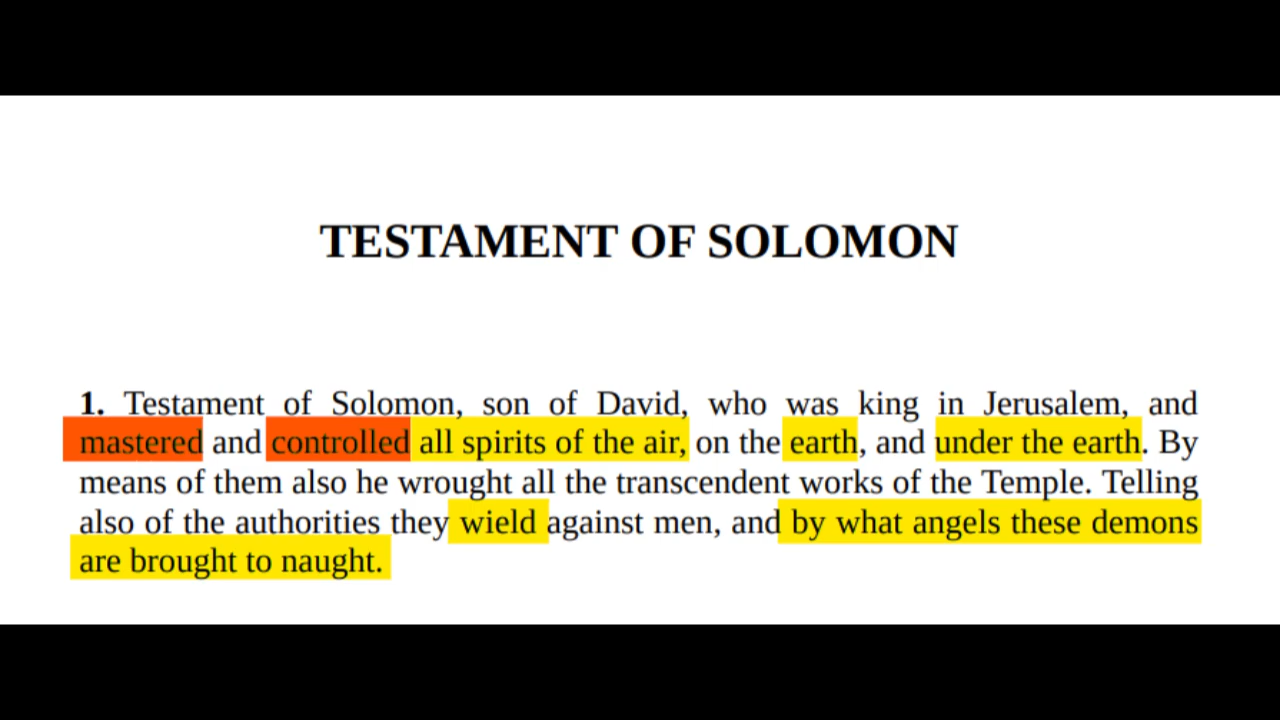 TESTAMENT OF SOLOMON
1. Testament of Solomon, son of David, who was king in Jerusalem, and
mastered and controlled all spirits of the air, on the earth, and under the earth. By
means of them also he wrought all the transcendent works of the Temple. Telling
also of the authorities they wield against men, and by what angels these demons
are brought to naught.